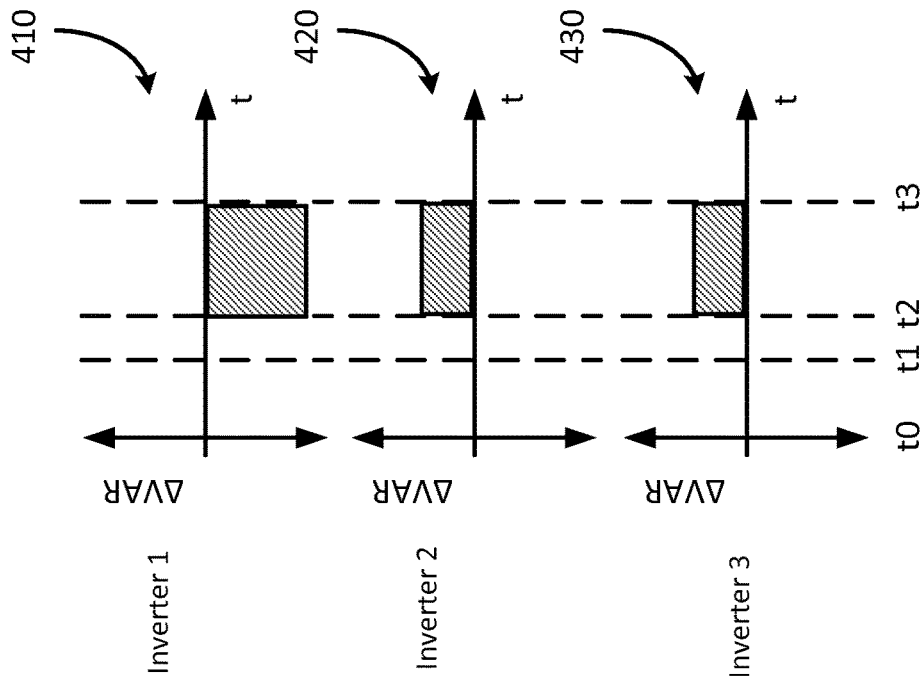 410
Inverter 1
ΔVAR
t
420
Inverter 2
ΔVAR
t
430
Inverter 3
ΔVAR
t
t0 t1 t2 t3